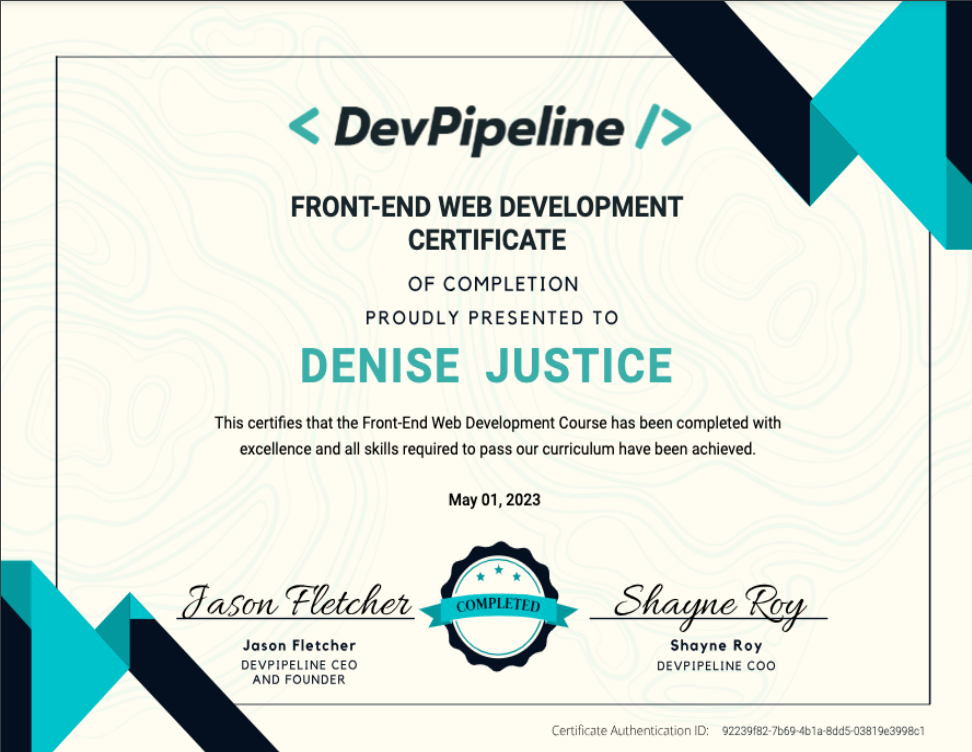 < DevPipeline />
FRONT-END WEB DEVELOPMENT
CERTIFICATE
OF COMPLETION
PROUDLY PRESENTED TO
DENISE JUSTICE
This certifies that the Front-End Web Development Course has been completed with
excellence and all skills required to pass our curriculum have been achieved.
May 01, 2023
Jason Fletcher
Jason Fletcher
DEVPIPELINE CEO
AND FOUNDER
COMPLETED
Shayne Roy
Shayne Roy
DEVPIPELINE COO
Certificate Authentication ID: 92239f82-7b69-4b1a-8dd5-03819e3998c1